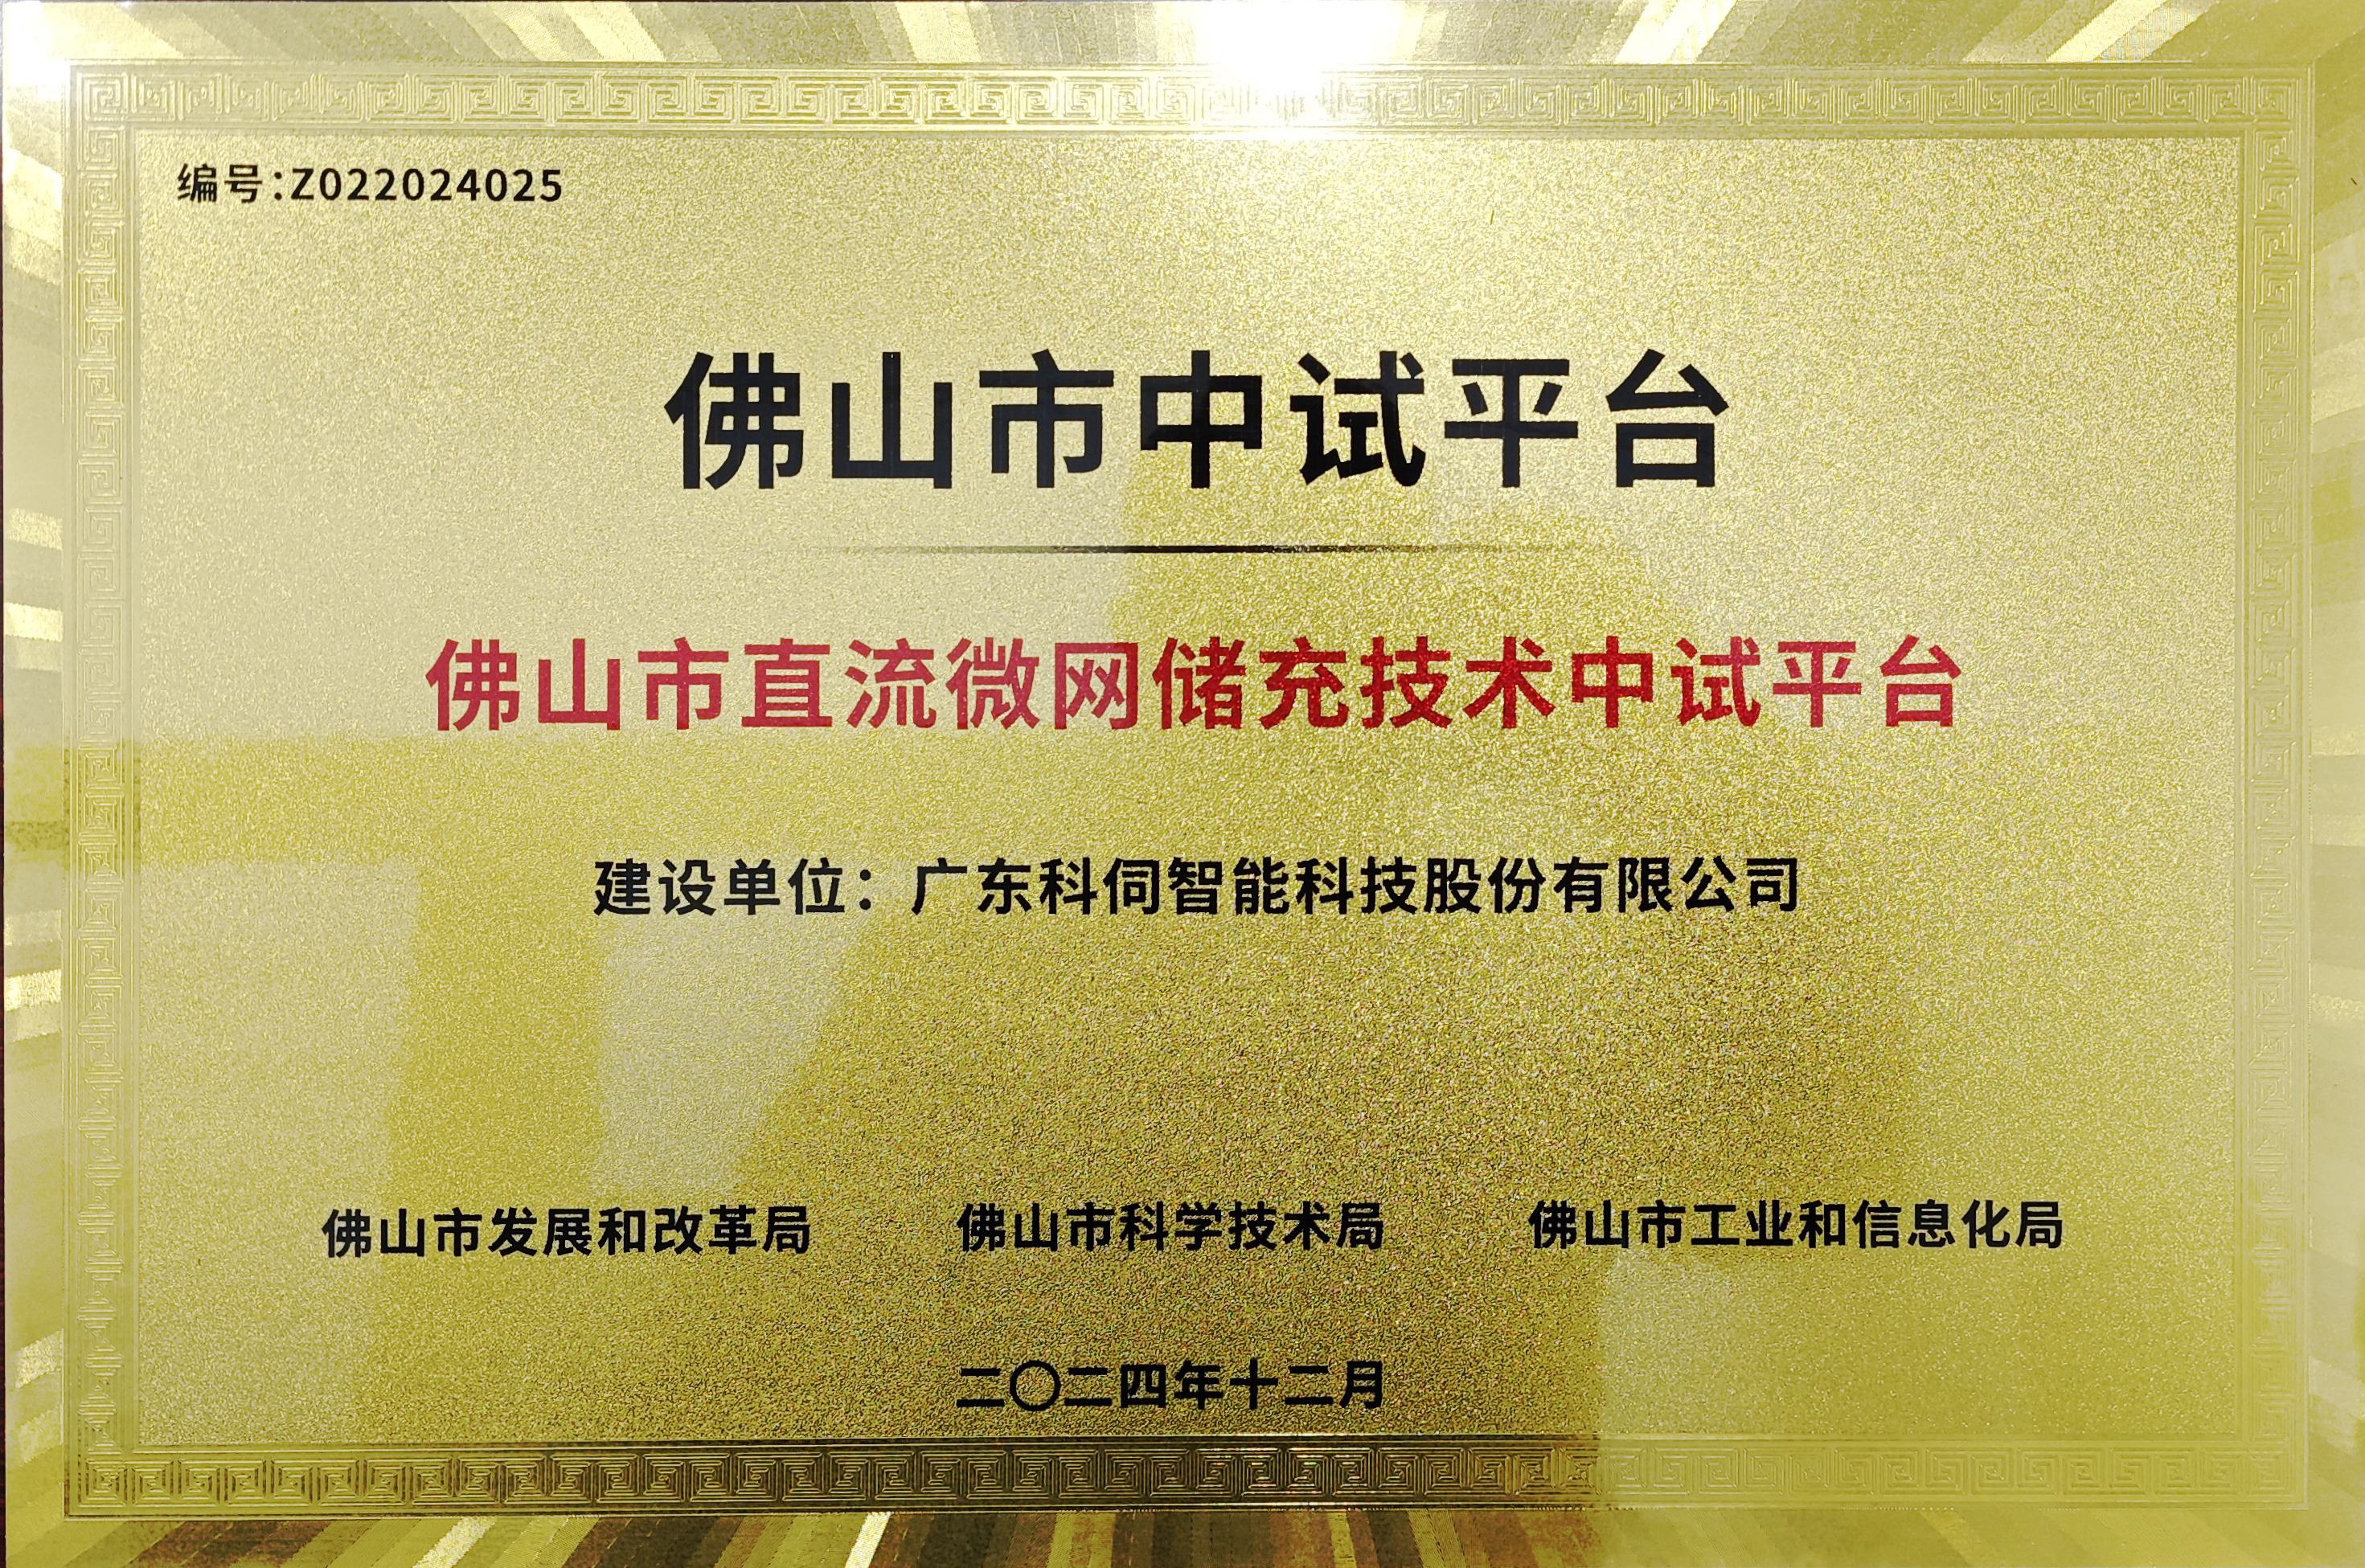 编号:Z022024025
佛山市中试平台
佛山市直流微网储充技术中试平台
建设单位：广东科伺智能科技股份有限公司
佛山市发展和改革局 佛山市科学技术局 佛山市工业和信息化局
二〇二四年十二月